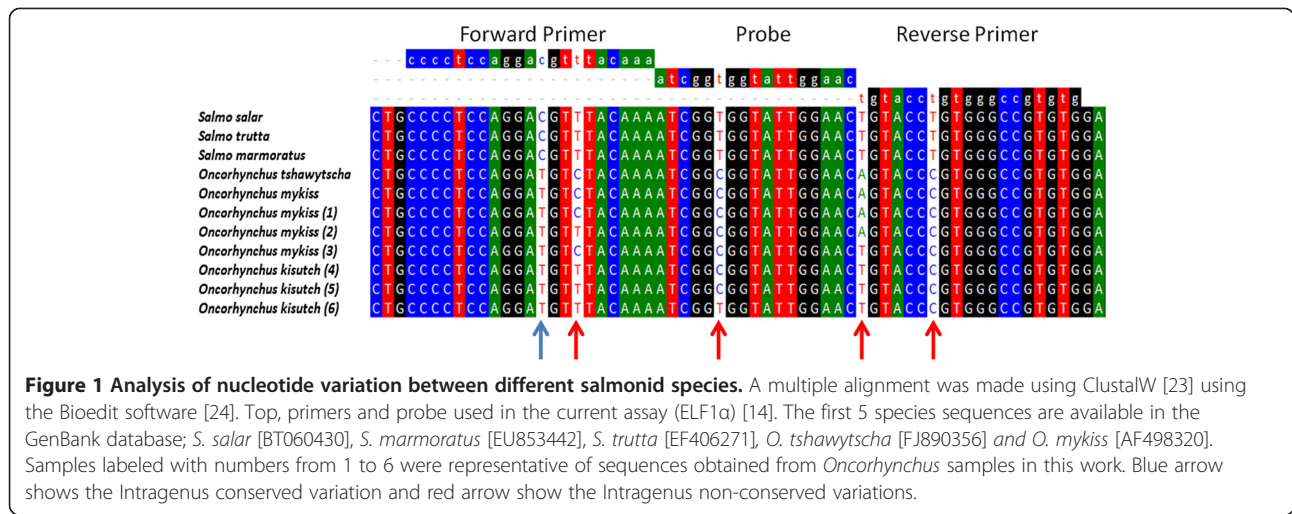 Forward Primer Probe Reverse Primer
- - - c c c c t c c a g g a c g t t t a c a a a
a t c g g t g g t a t t g g a a c
t g t a c c t g t g g g c c g t g t g
Salmo salar CTGCCCCTCCAGGACGTTTACAAAATCGGTGGTATTGGAACTGTACCTGTGGGCCGTGTGGA
Salmo trutta CTGCCCCTCCAGGACGTTTACAAAATCGGTGGTATTGGAACTGTACCTGTGGGCCGTGTGGA
Salmo marmoratus CTGCCCCTCCAGGACGTTTACAAAATCGGTGGTATTGGAACTGTACCTGTGGGCCGTGTGGA
Oncorhynchus tshawytscha CTGCCCCTCCAGGATGTCTACAAAATCGGCGGTATTGGAACAGTACCCGTGGGCCGTGTGGA
Oncorhynchus mykiss CTGCCCCTCCAGGATGTCTACAAAATCGGCGGTATTGGAACAGTACCCGTGGGCCGTGTGGA
Oncorhynchus mykiss (1) CTGCCCCTCCAGGATGTCTACAAAATCGGCGGTATTGGAACAGTACCCGTGGGCCGTGTGGA
Oncorhynchus mykiss (2) CTGCCCCTCCAGGATGTTTACAAAATCGGCGGTATTGGAACAGTACCCGTGGGCCGTGTGGA
Oncorhynchus mykiss (3) CTGCCCCTCCAGGATGTCTACAAAATCGGCGGTATTGGAACTGTACCCGTGGGCCGTGTGGA
Oncorhynchus kisutch (4) CTGCCCCTCCAGGATGTTTACAAAATCGGCGGTATTGGAACTGTACCCGTGGGCCGTGTGGA
Oncorhynchus kisutch (5) CTGCCCCTCCAGGATGTTTACAAAATCGGCGGTATTGGAACTGTACCCGTGGGCCGTGTGGA
Oncorhynchus kisutch (6) CTGCCCCTCCAGGATGTTTACAAAATCGGTGGTATTGGAACTGTACCCGTGGGCCGTGTGGA
Figure 1 Analysis of nucleotide variation between different salmonid species. A multiple alignment was made using ClustalW [23] using
the Bioedit software [24]. Top, primers and probe used in the current assay (ELF1α) [14]. The first 5 species sequences are available in the
GenBank database; S. salar [BT060430], S. marmoratus [EU853442], S. trutta [EF406271], O. tshawytscha [FJ890356] and O. mykiss [AF498320].
Samples labeled with numbers from 1 to 6 were representative of sequences obtained from Oncorhynchus samples in this work. Blue arrow
shows the Intragenus conserved variation and red arrow show the Intragenus non-conserved variations.